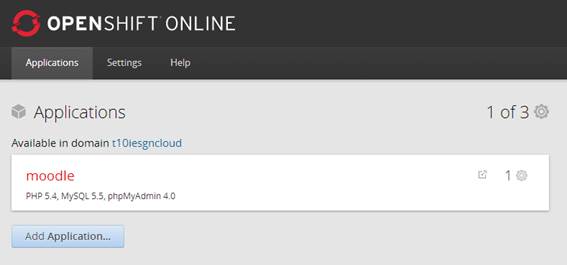 OPENSHIFT ONLINE
Applications Settings Help
Applications 1 of 3
Available in domain t10iesgncloud
moodle 1
PHP 5.4, MySQL 5.5, phpMyAdmin 4.0
Add Application...